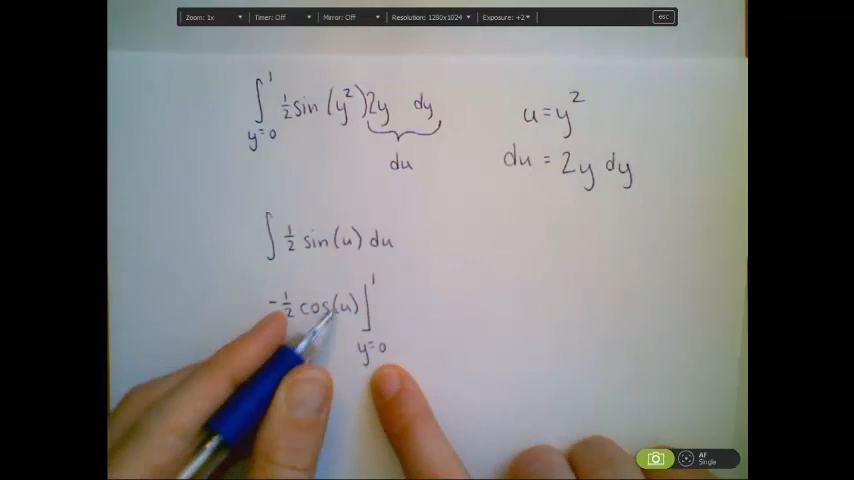 Zoom: 1x Timer: Off Mirror: Off Resolution: 1280x1024 Exposure: +2 esc
∫_{y=0}^{1} ½ sin(y²) 2y dy
u = y²
du
du = 2y dy
∫ ½ sin(u) du
-½ cos(u) ]_{y=0}^{1}
AF
Single